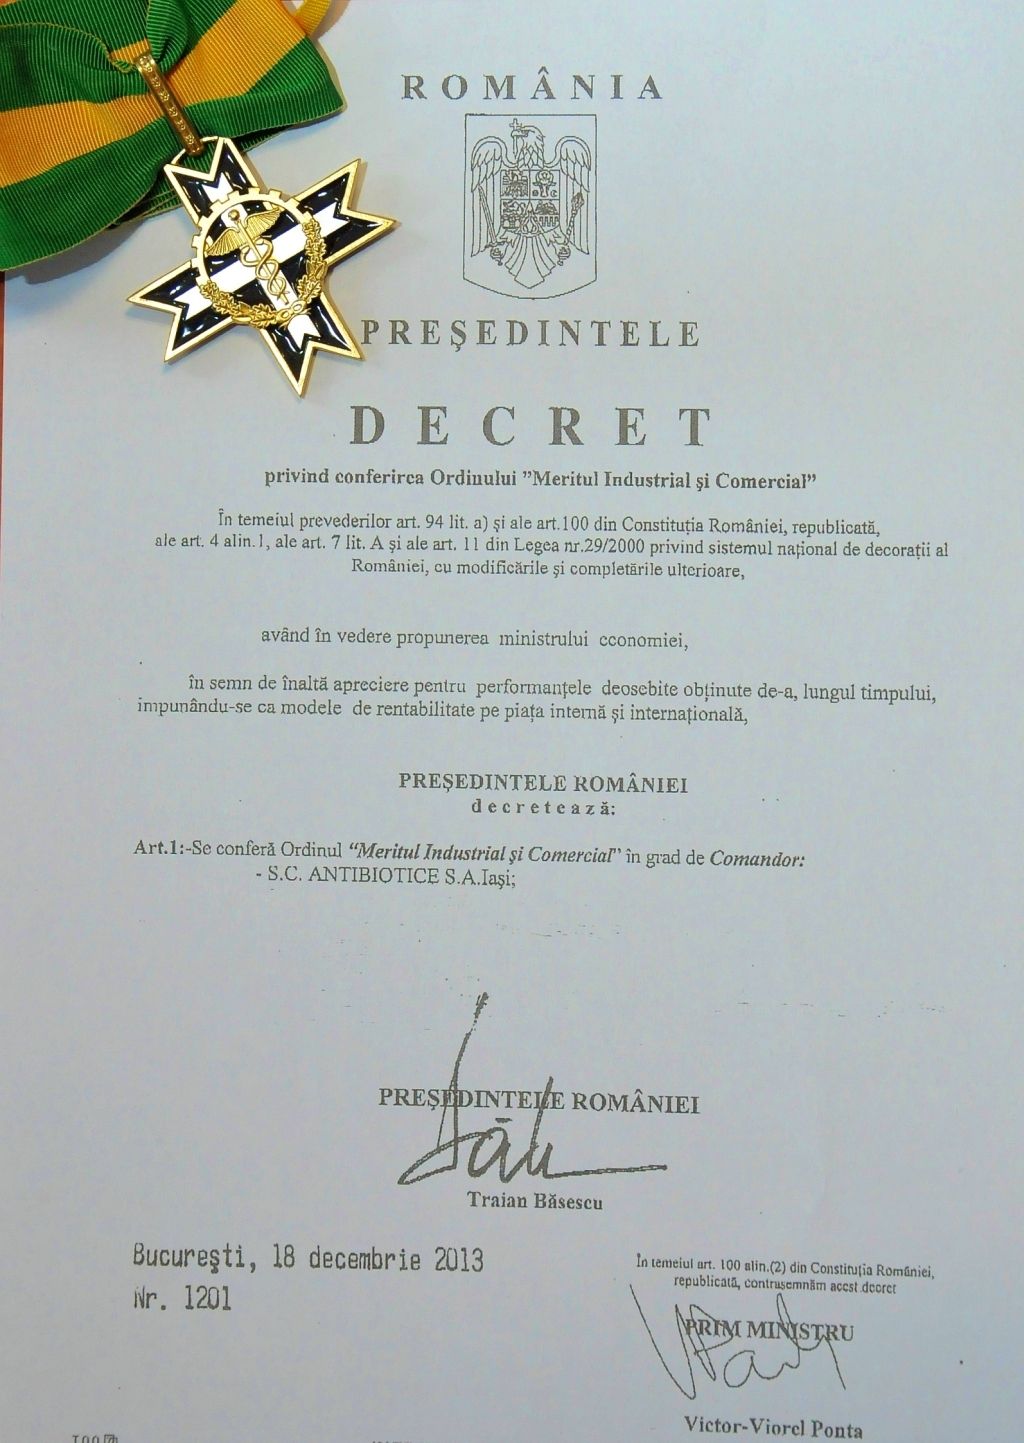 ROMÂNIA
PREŞEDINTELE
DECRET
privind conferirea Ordinului ”Meritul Industrial şi Comercial”
În temeiul prevederilor art. 94 lit. a) şi ale art.100 din Constituţia României, republicată,
ale art. 4 alin.1, ale art. 7 lit. A şi ale art. 11 din Legea nr.29/2000 privind sistemul naţional de decoraţii al
României, cu modificările şi completările ulterioare,
având în vedere propunerea ministrului economiei,
în semn de înaltă apreciere pentru performanţele deosebite obţinute de-a, lungul timpului,
impunându-se ca modele de rentabilitate pe piaţa internă şi internaţională,
PREŞEDINTELE ROMÂNIEI
decretează:
Art.1:-Se conferă Ordinul “Meritul Industrial şi Comercial” în grad de Comandor:
- S.C. ANTIBIOTICE S.A.Iaşi;
PREŞEDINTELE ROMÂNIEI
Traian Băsescu
Bucureşti, 18 decembrie 2013
Nr. 1201
În temeiul art. 100 alin.(2) din Constituţia României,
republicată, contrasemnăm acest decret
PRIM MINISTRU
Victor-Viorel Ponta